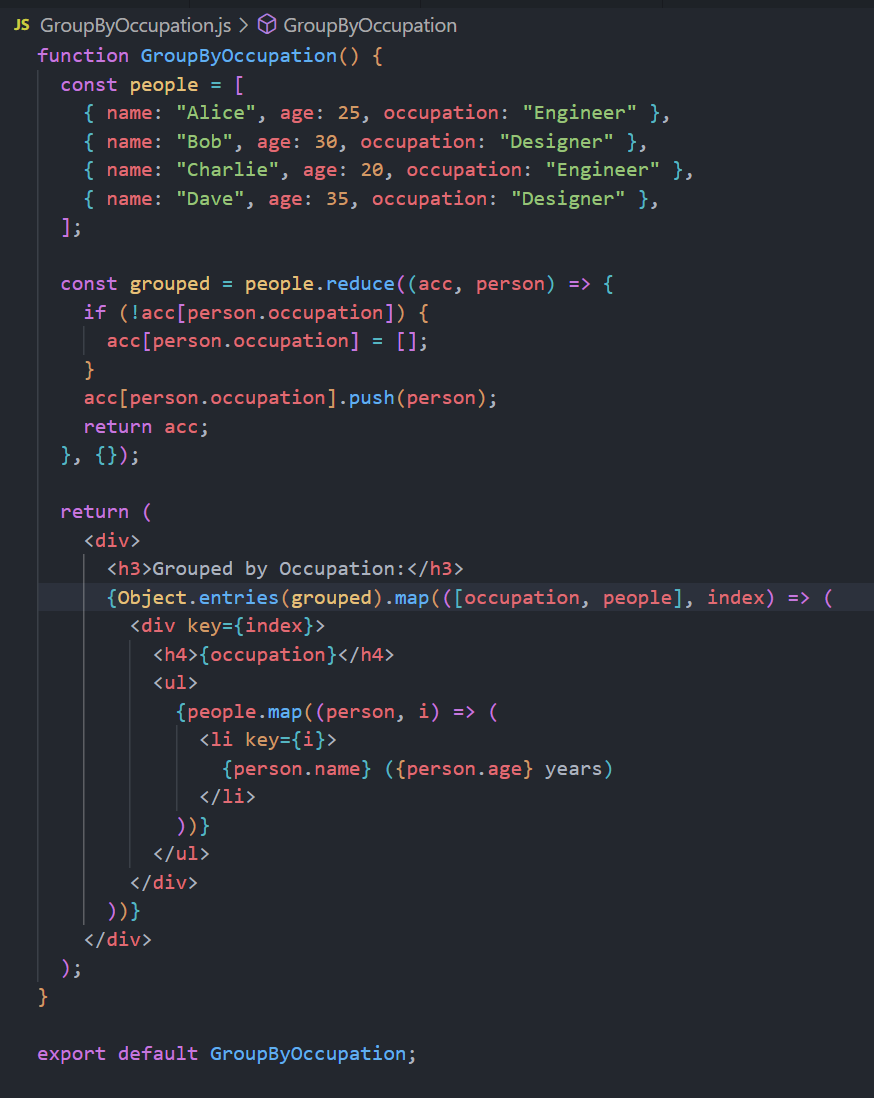 JS GroupByOccupation.js > GroupByOccupation
function GroupByOccupation() {
  const people = [
    { name: "Alice", age: 25, occupation: "Engineer" },
    { name: "Bob", age: 30, occupation: "Designer" },
    { name: "Charlie", age: 20, occupation: "Engineer" },
    { name: "Dave", age: 35, occupation: "Designer" },
  ];

  const grouped = people.reduce((acc, person) => {
    if (!acc[person.occupation]) {
      acc[person.occupation] = [];
    }
    acc[person.occupation].push(person);
    return acc;
  }, {});

  return (
    <div>
      <h3>Grouped by Occupation:</h3>
      {Object.entries(grouped).map(([occupation, people], index) => (
        <div key={index}>
          <h4>{occupation}</h4>
          <ul>
            {people.map((person, i) => (
              <li key={i}>
                {person.name} ({person.age} years)
              </li>
            ))}
          </ul>
        </div>
      ))}
    </div>
  );
}

export default GroupByOccupation;